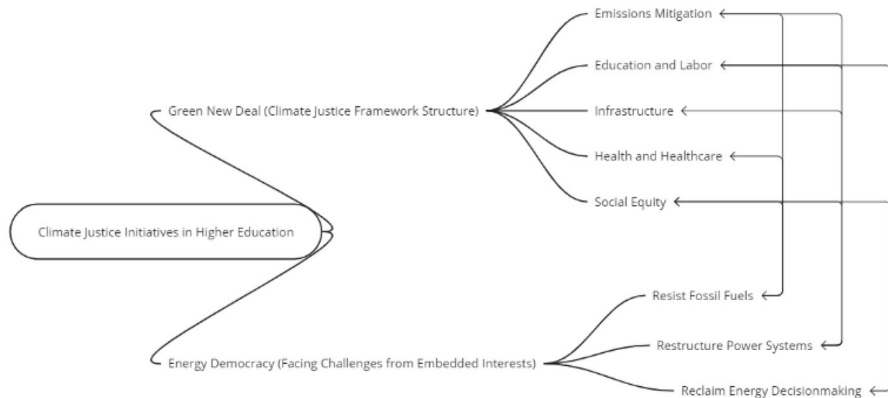 Emissions Mitigation
Education and Labor
Green New Deal (Climate Justice Framework Structure)
Infrastructure
Health and Healthcare
Social Equity
Climate Justice Initiatives in Higher Education
Resist Fossil Fuels
Restructure Power Systems
Energy Democracy (Facing Challenges from Embedded Interests)
Reclaim Energy Decisionmaking